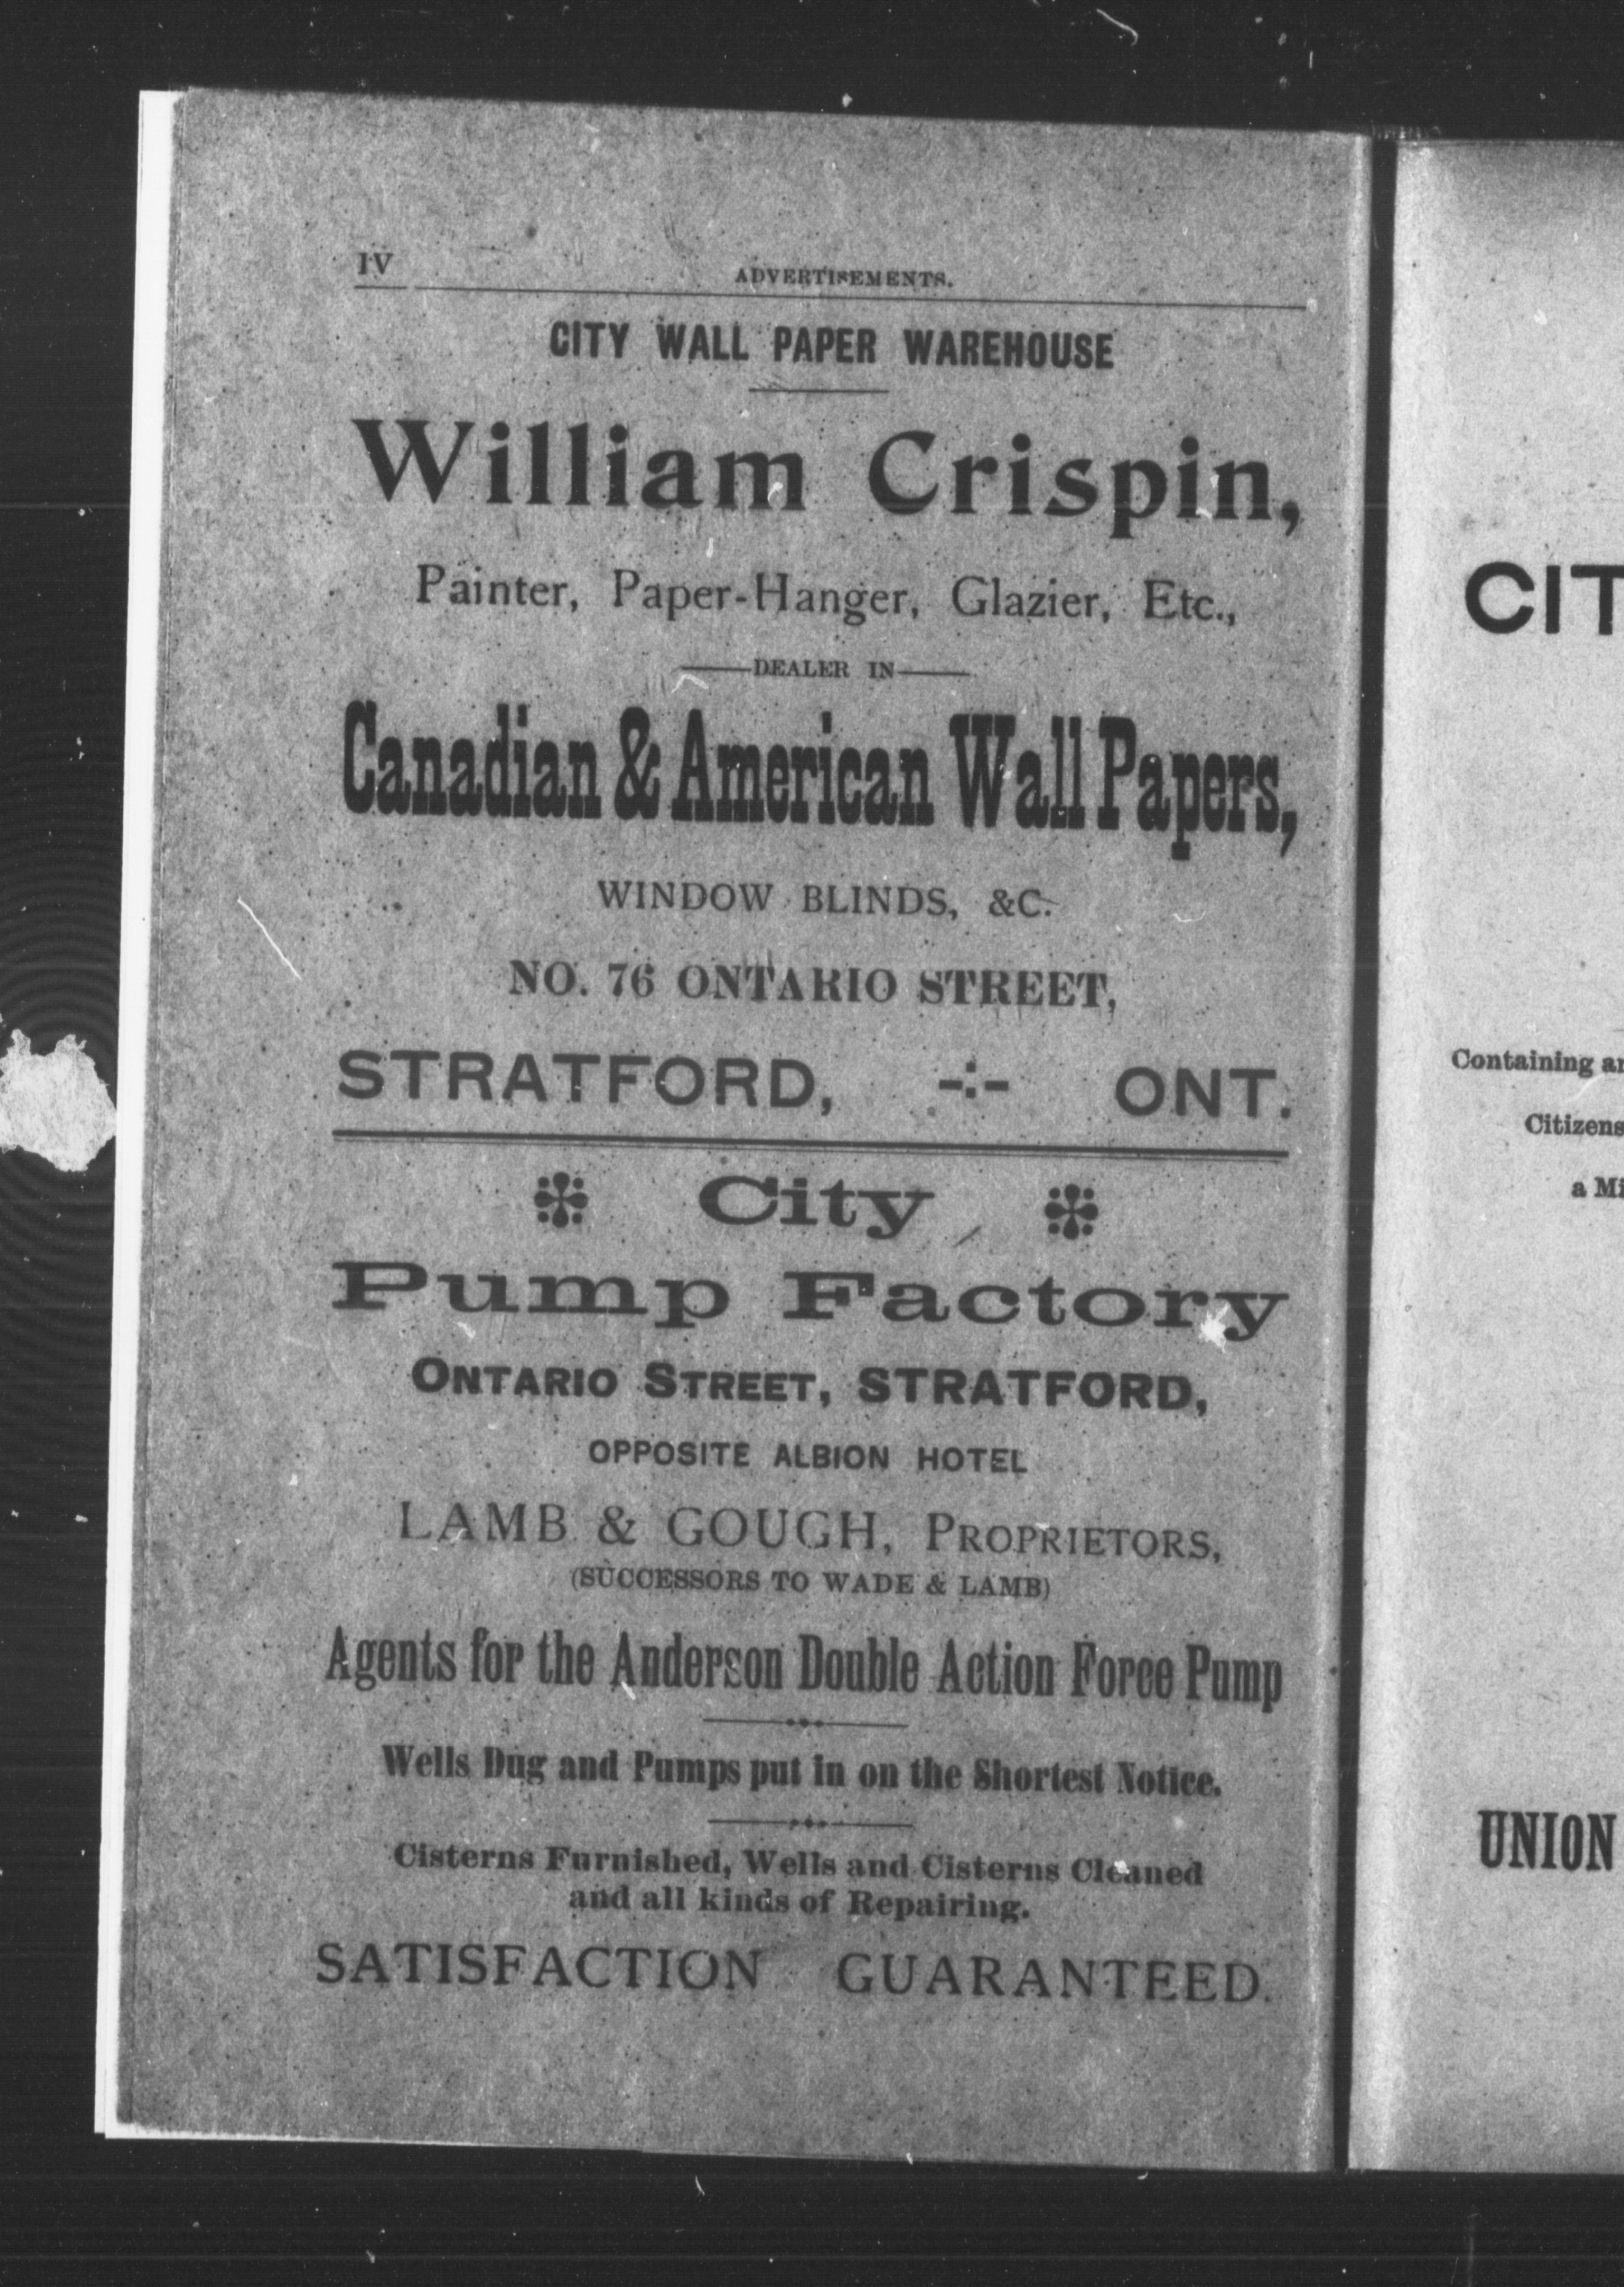 IV
ADVERTISEMENTS.
CITY WALL PAPER WAREHOUSE
William Crispin,
Painter, Paper-Hanger, Glazier, Etc.,
DEALER IN
Canadian & American Wall Papers,
WINDOW BLINDS, &C.
NO. 76 ONTARIO STREET,
STRATFORD, -:- ONT.
City
Pump Factory
ONTARIO STREET, STRATFORD,
OPPOSITE ALBION HOTEL
LAMB & GOUGH, PROPRIETORS,
(SUCCESSORS TO WADE & LAMB)
Agents for the Anderson Double Action Force Pump
Wells Dug and Pumps put in on the Shortest Notice.
Cisterns Furnished, Wells and Cisterns Cleaned
and all kinds of Repairing.
SATISFACTION GUARANTEED.
CIT
Containing
Citizens
a Mi
UNION